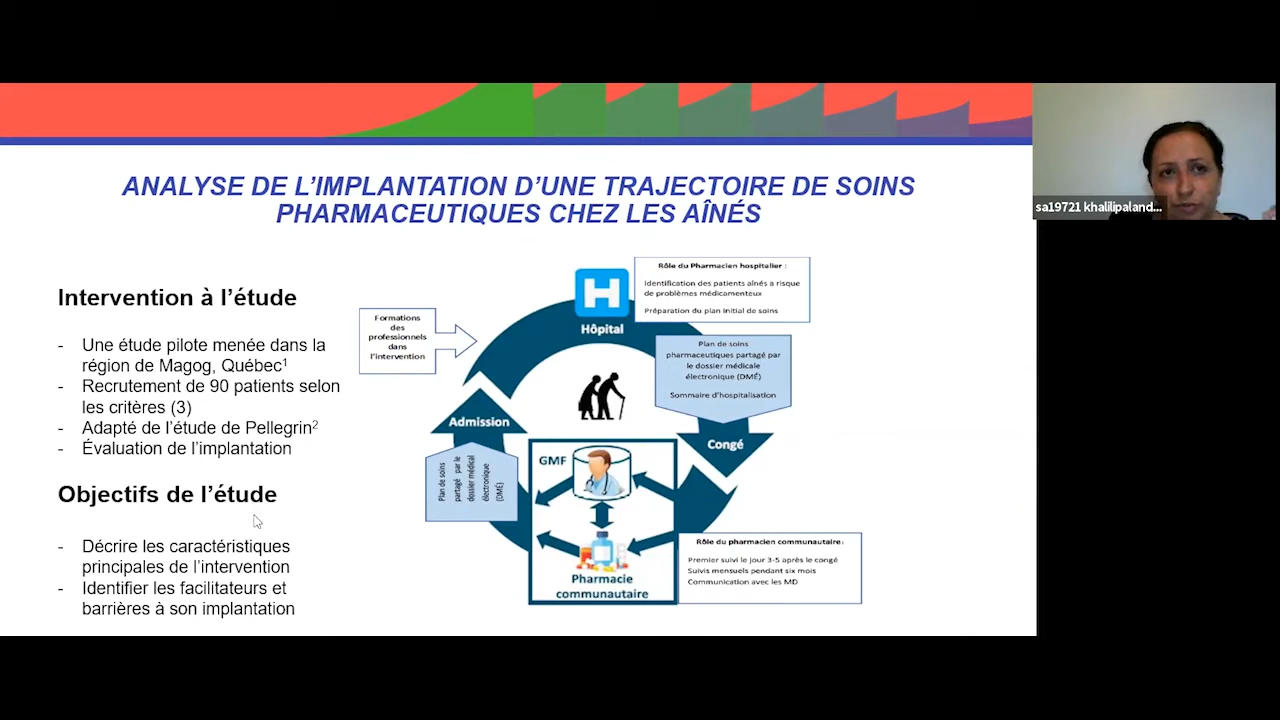 ANALYSE DE L'IMPLANTATION D'UNE TRAJECTOIRE DE SOINS
PHARMACEUTIQUES CHEZ LES AÎNÉS
Intervention à l'étude
- Une étude pilote menée dans la
région de Magog, Québec¹
- Recrutement de 90 patients selon
les critères (3)
- Adapté de l'étude de Pellegrin²
- Évaluation de l'implantation
Objectifs de l'étude
- Décrire les caractéristiques
principales de l'intervention
- Identifier les facilitateurs et
barrières à son implantation
Formations
des
professionnels
dans
l'intervention
H
Hôpital
Rôle du Pharmacien hospitalier :
Identification des patients aînés a risque
de problèmes médicamenteux
Préparation du plan initial de soins
Plan de soins
pharmaceutiques partagé par
le dossier médicale
électronique (DMÉ)
Sommaire d'hospitalisation
Congé
Admission
Plan de soins
partagé par le
dossier médical
électronique
(DMÉ)
GMF
Pharmacie
communautaire
Rôle du pharmacien communautaire:
Premier suivi le jour 3-5 après le congé
Suivis mensuels pendant six mois
Communication avec les MD
sa19721 khalilipaland...